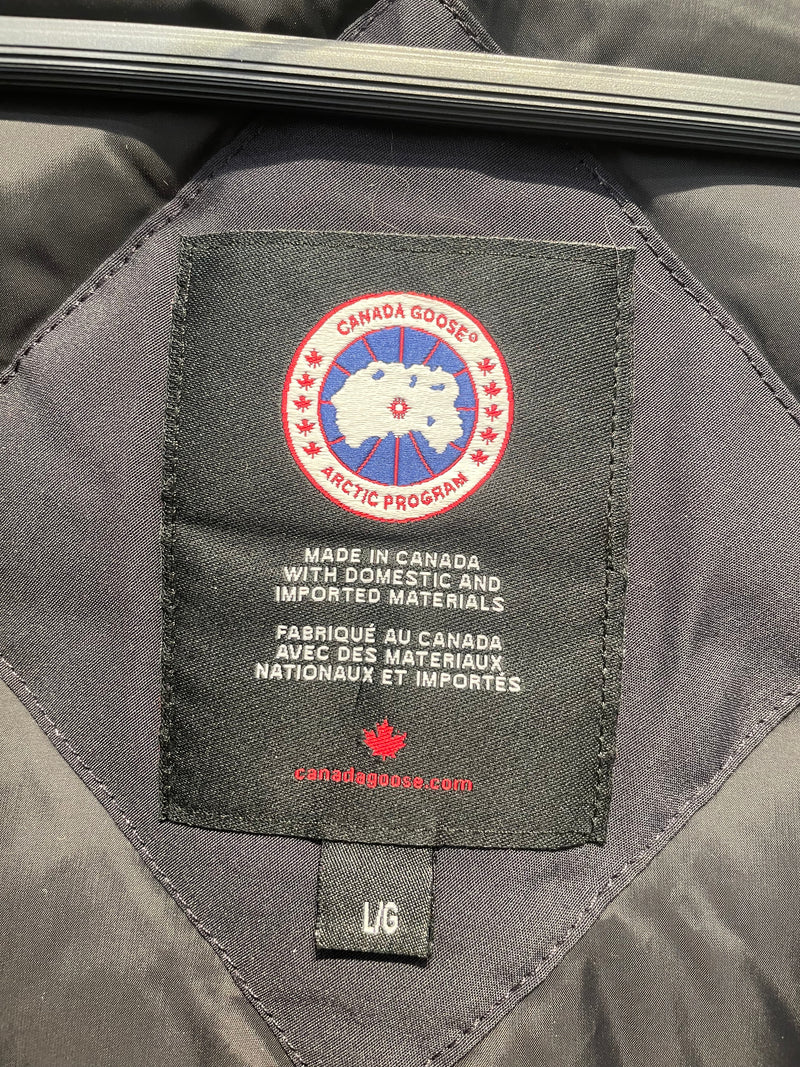 CANADA GOOSE®
ARCTIC PROGRAM
MADE IN CANADA
WITH DOMESTIC AND
IMPORTED MATERIALS
FABRIQUÉ AU CANADA
AVEC DES MATERIAUX
NATIONAUX ET IMPORTÉS
canadagoose.com
L/G